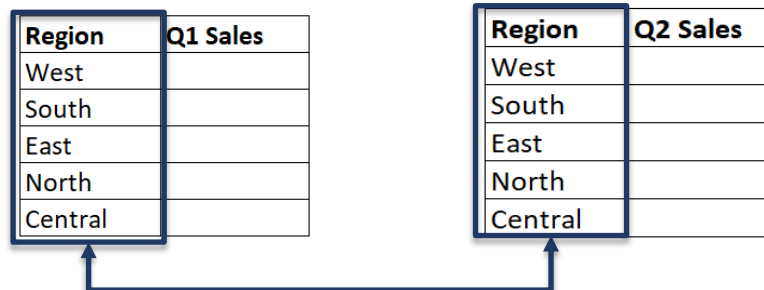 Region Q1 Sales
West
South
East
North
Central
Region Q2 Sales
West
South
East
North
Central